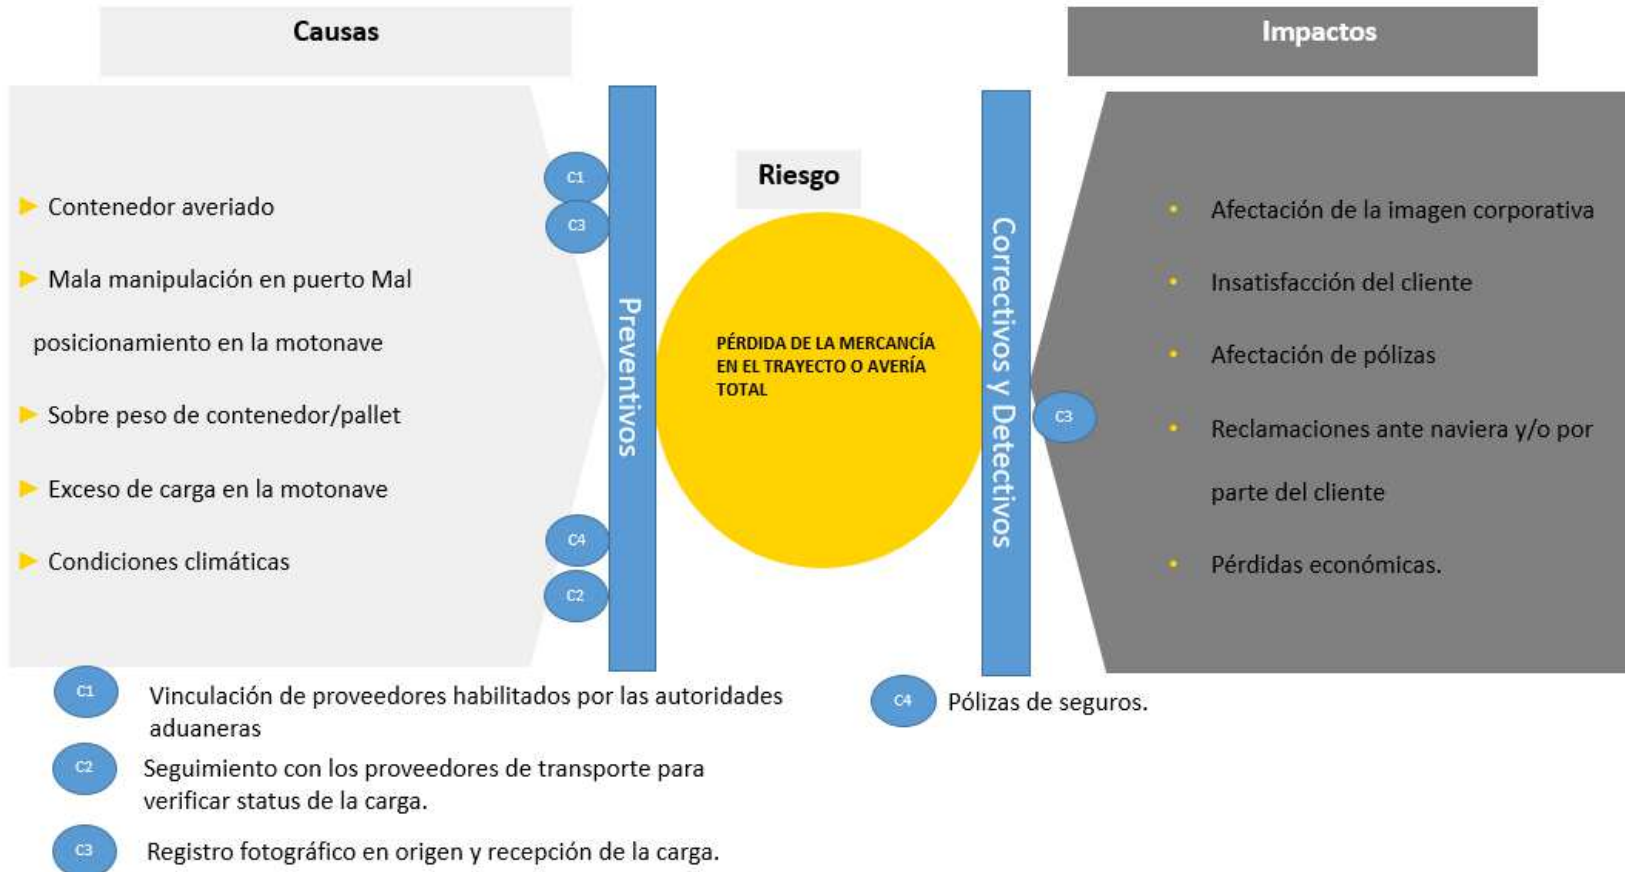 Causas
Impactos
Contenedor averiado
Mala manipulación en puerto Mal
posicionamiento en la motonave
Sobre peso de contenedor/pallet
Exceso de carga en la motonave
Condiciones climáticas
C1
C3
C4
C2
Preventivos
Riesgo
PÉRDIDA DE LA MERCANCÍA
EN EL TRAYECTO O AVERÍA
TOTAL
Correctivos y Detectivos
C3
Afectación de la imagen corporativa
Insatisfacción del cliente
Afectación de pólizas
Reclamaciones ante naviera y/o por
parte del cliente
Pérdidas económicas.
C1
Vinculación de proveedores habilitados por las autoridades
aduaneras
C2
Seguimiento con los proveedores de transporte para
verificar status de la carga.
C3
Registro fotográfico en origen y recepción de la carga.
C4
Pólizas de seguros.